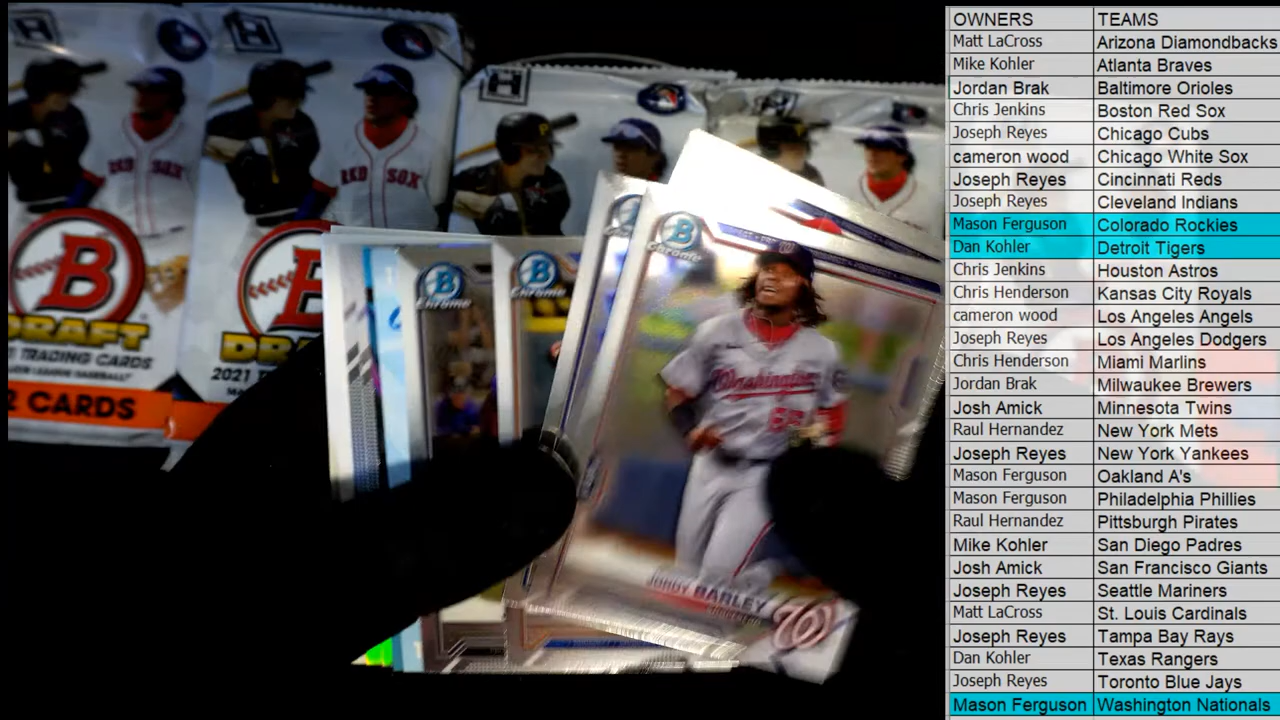 OWNERS TEAMS
Matt LaCross Arizona Diamondbacks
Mike Kohler Atlanta Braves
Jordan Brak Baltimore Orioles
Chris Jenkins Boston Red Sox
Joseph Reyes Chicago Cubs
cameron wood Chicago White Sox
Joseph Reyes Cincinnati Reds
Joseph Reyes Cleveland Indians
Mason Ferguson Colorado Rockies
Dan Kohler Detroit Tigers
Chris Jenkins Houston Astros
Chris Henderson Kansas City Royals
cameron wood Los Angeles Angels
Joseph Reyes Los Angeles Dodgers
Chris Henderson Miami Marlins
Jordan Brak Milwaukee Brewers
Josh Amick Minnesota Twins
Raul Hernandez New York Mets
Joseph Reyes New York Yankees
Mason Ferguson Oakland A's
Mason Ferguson Philadelphia Phillies
Raul Hernandez Pittsburgh Pirates
Mike Kohler San Diego Padres
Josh Amick San Francisco Giants
Joseph Reyes Seattle Mariners
Matt LaCross St. Louis Cardinals
Joseph Reyes Tampa Bay Rays
Dan Kohler Texas Rangers
Joseph Reyes Toronto Blue Jays
Mason Ferguson Washington Nationals
H
H
H
RED SOX
RED SOX
B
DRAFT
TRADING CARDS
CARDS
B
DR
2021
B
Chrome
B
Chrome
B
Chrome
Washington
JORDY BARLEY
W